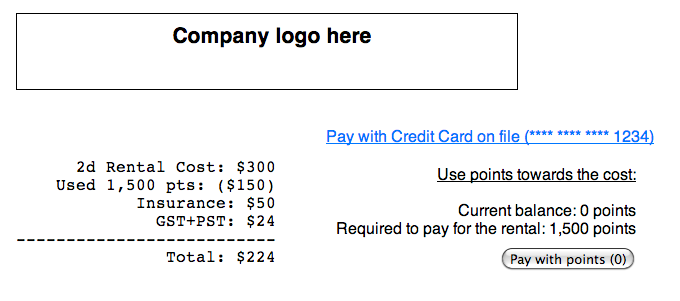 Company logo here
Pay with Credit Card on file (**** **** **** 1234)
2d Rental Cost: $300
Used 1,500 pts: ($150)
Insurance: $50
GST+PST: $24
--------------------------
Total: $224
Use points towards the cost:
Current balance: 0 points
Required to pay for the rental: 1,500 points
Pay with points (0)